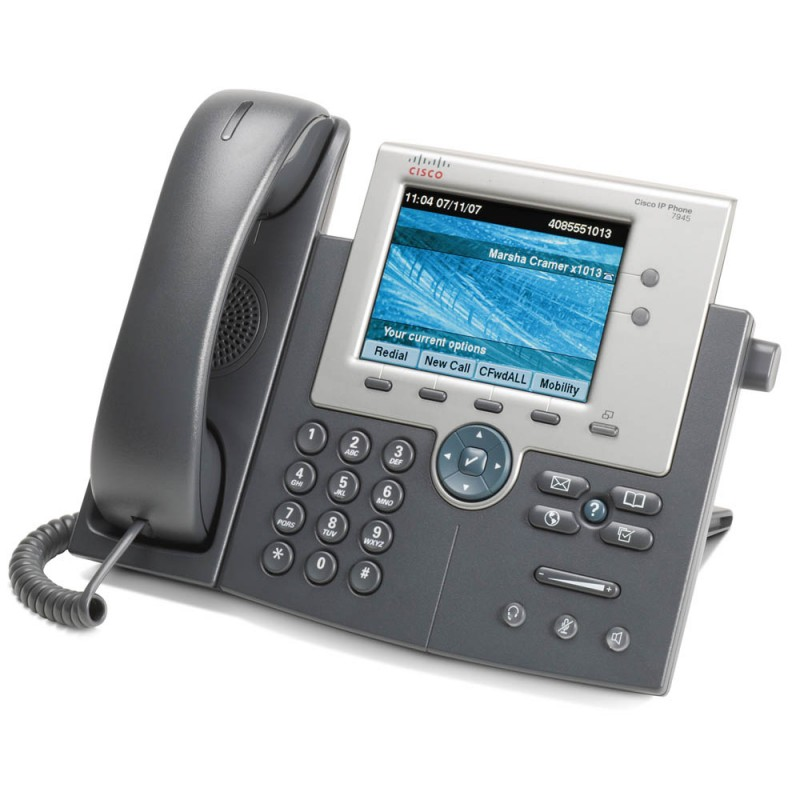 CISCO
Cisco IP Phone
7945
11:04 07/11/07
4085551013
Marsha Cramer x1013
Your current options
Redial New Call CFwdALL Mobility
1
2
ABC
3
DEF
4
GHI
5
JKL
6
MNO
7
PQRS
8
TUV
9
WXYZ
*
0
#
?
- +